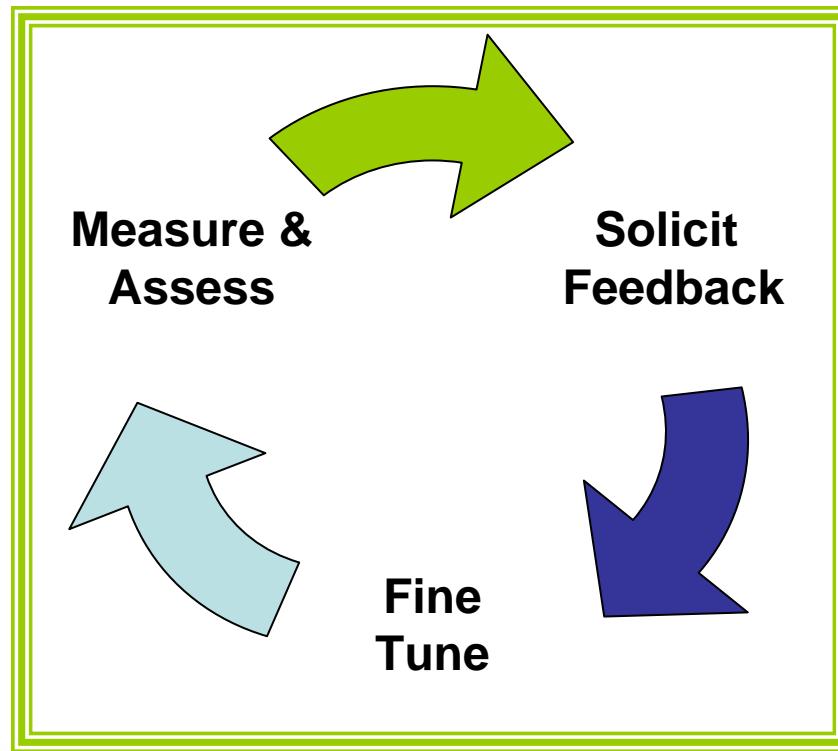 Measure &
Assess
Solicit
Feedback
Fine
Tune